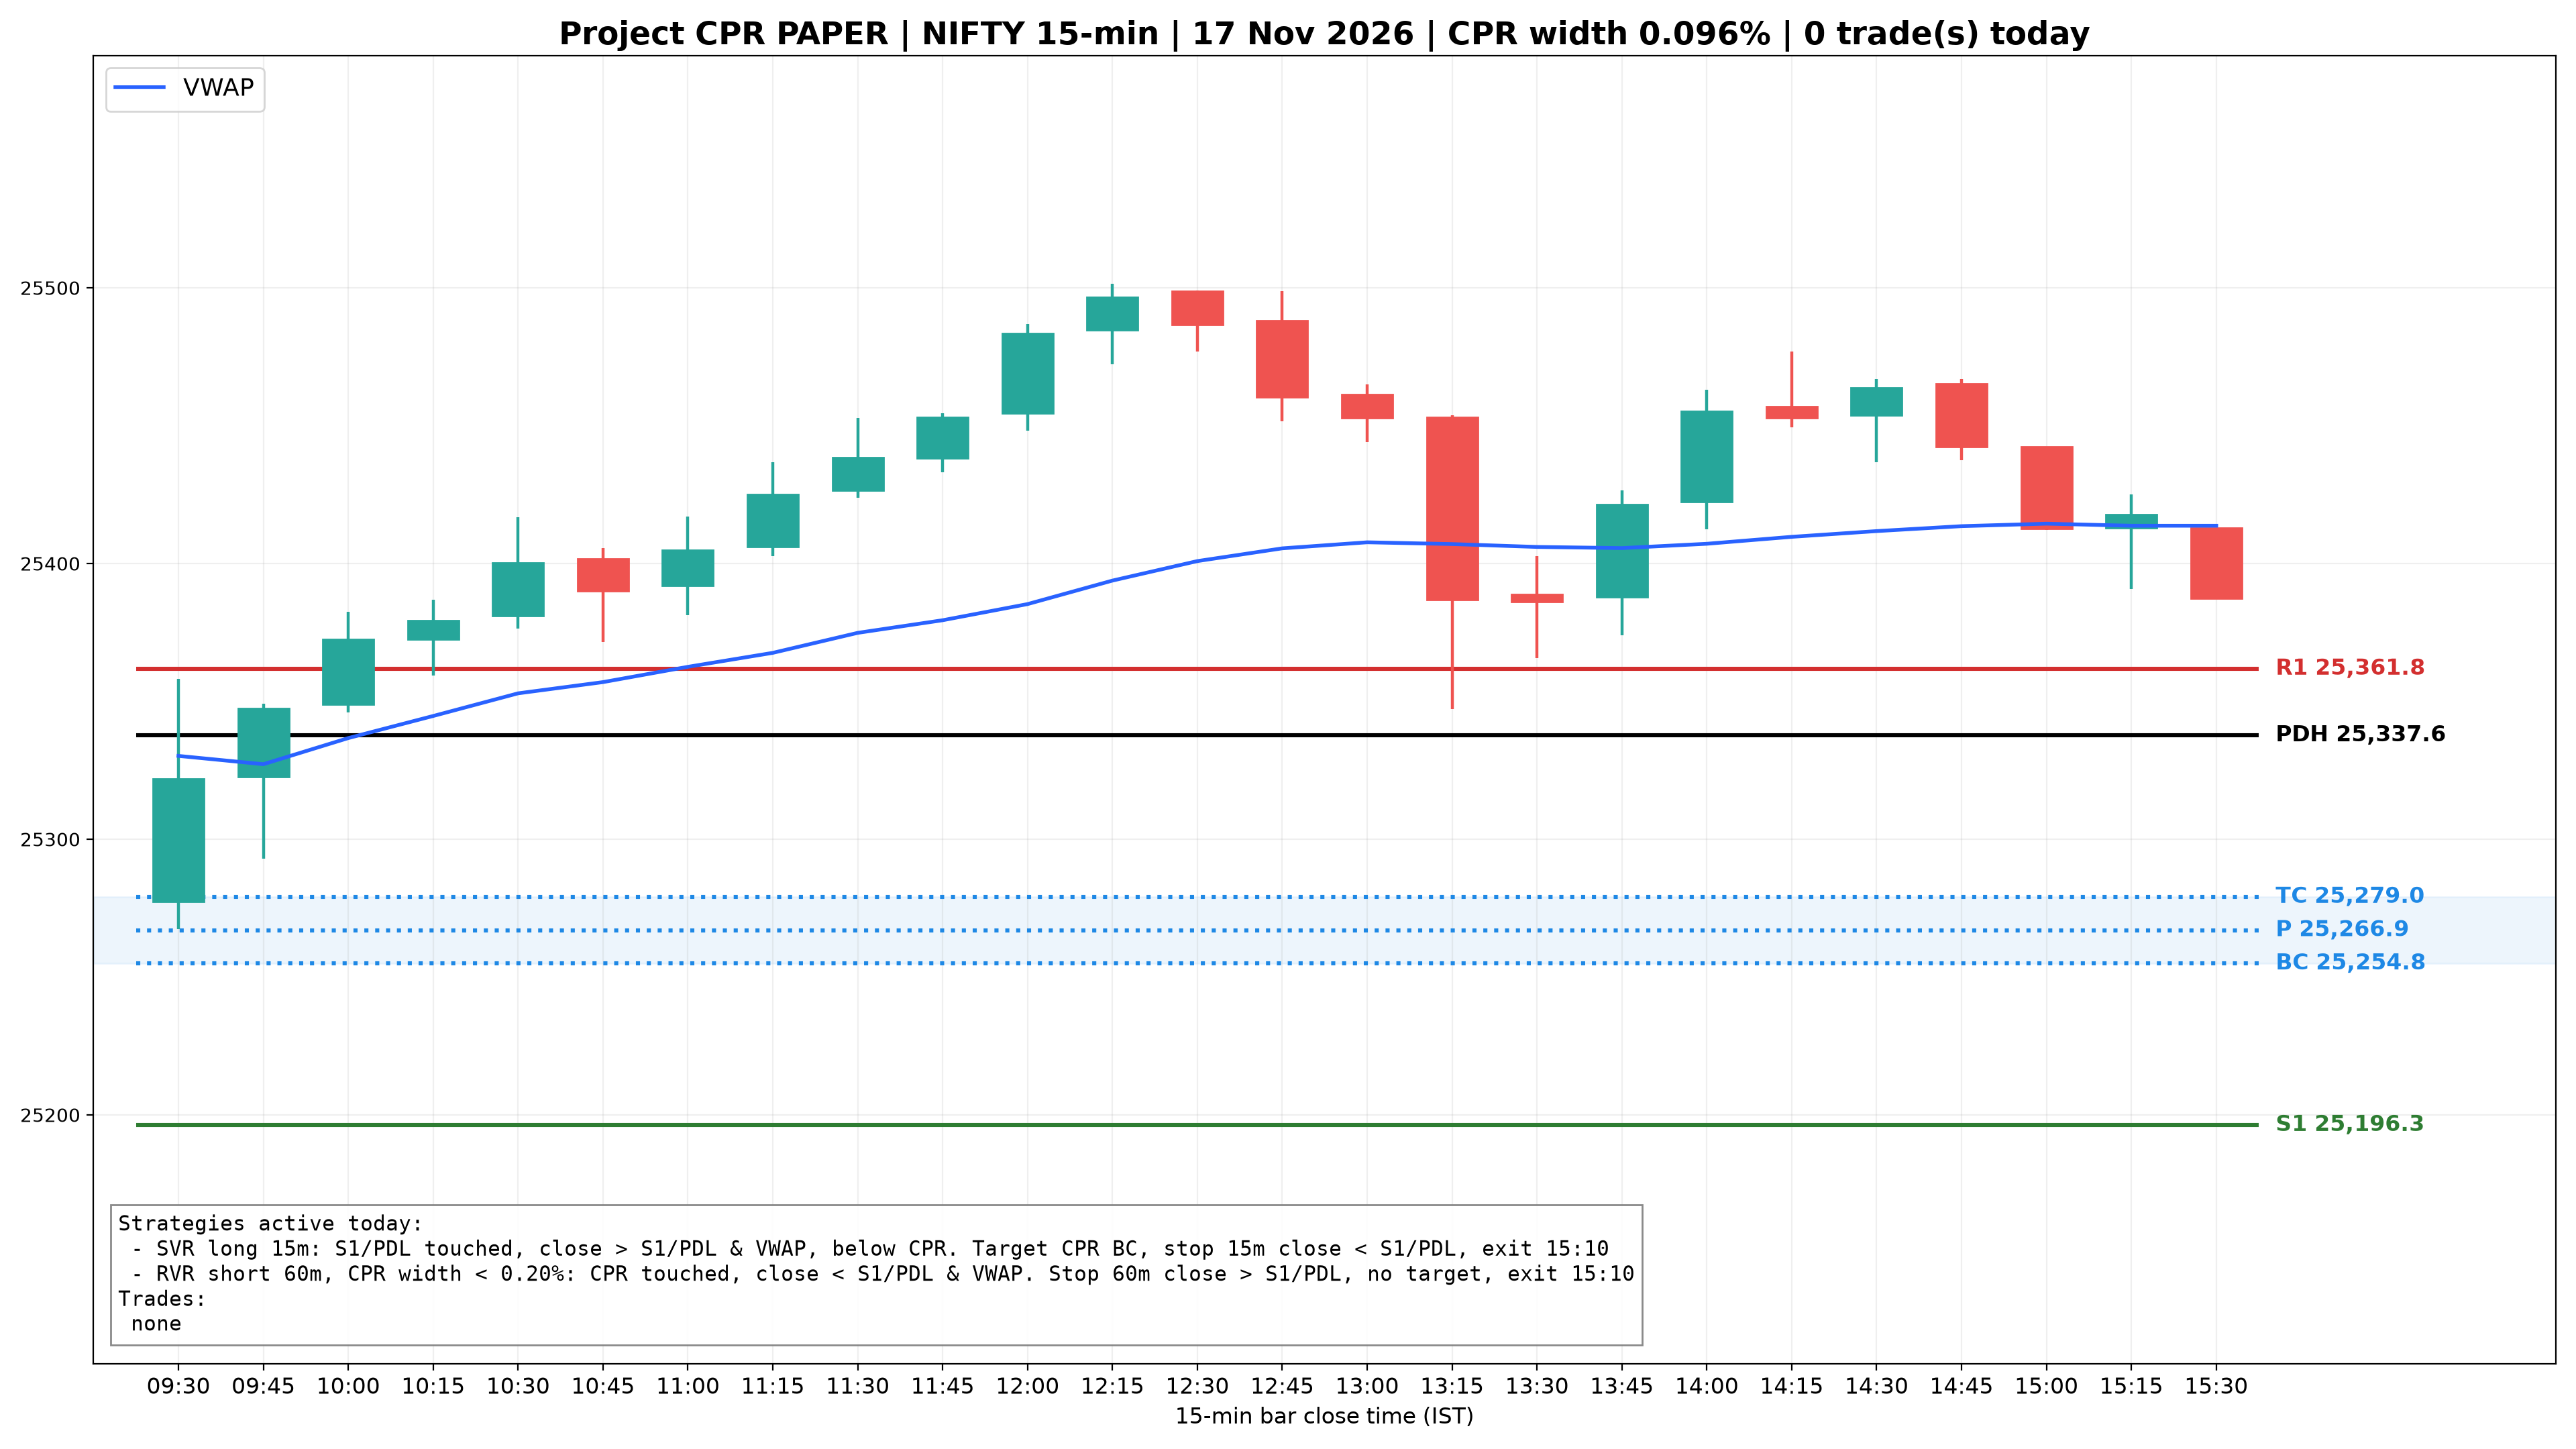 Project CPR PAPER | NIFTY 15-min | 17 Nov 2026 | CPR width 0.096% | 0 trade(s) today
VWAP
25500
25400
25300
25200
R1 25,361.8
PDH 25,337.6
TC 25,279.0
P 25,266.9
BC 25,254.8
S1 25,196.3
Strategies active today:
- SVR long 15m: S1/PDL touched, close > S1/PDL & VWAP, below CPR. Target CPR BC, stop 15m close < S1/PDL, exit 15:10
- RVR short 60m, CPR width < 0.20%: CPR touched, close < S1/PDL & VWAP. Stop 60m close > S1/PDL, no target, exit 15:10
Trades:
none
09:30 09:45 10:00 10:15 10:30 10:45 11:00 11:15 11:30 11:45 12:00 12:15 12:30 12:45 13:00 13:15 13:30 13:45 14:00 14:15 14:30 14:45 15:00 15:15 15:30
15-min bar close time (IST)